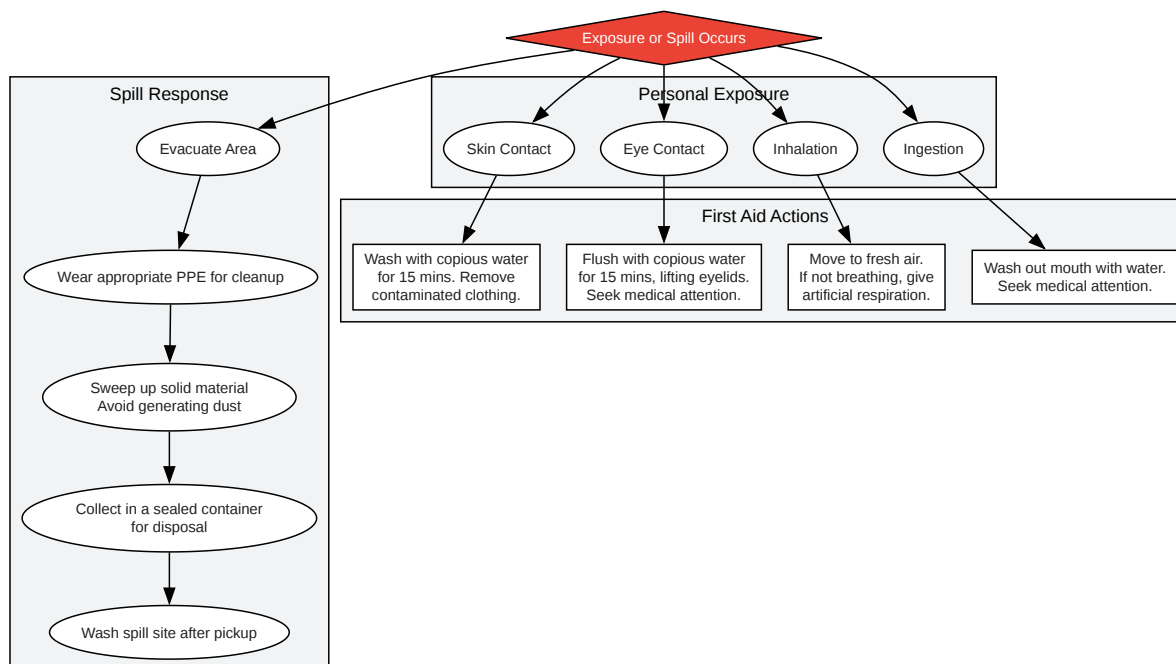 Exposure or Spill Occurs
Spill Response
Evacuate Area
Wear appropriate PPE for cleanup
Sweep up solid material
Avoid generating dust
Collect in a sealed container
for disposal
Wash spill site after pickup
Personal Exposure
Skin Contact
Eye Contact
Inhalation
Ingestion
First Aid Actions
Wash with copious water
for 15 mins. Remove
contaminated clothing.
Flush with copious water
for 15 mins, lifting eyelids.
Seek medical attention.
Move to fresh air.
If not breathing, give
artificial respiration.
Wash out mouth with water.
Seek medical attention.